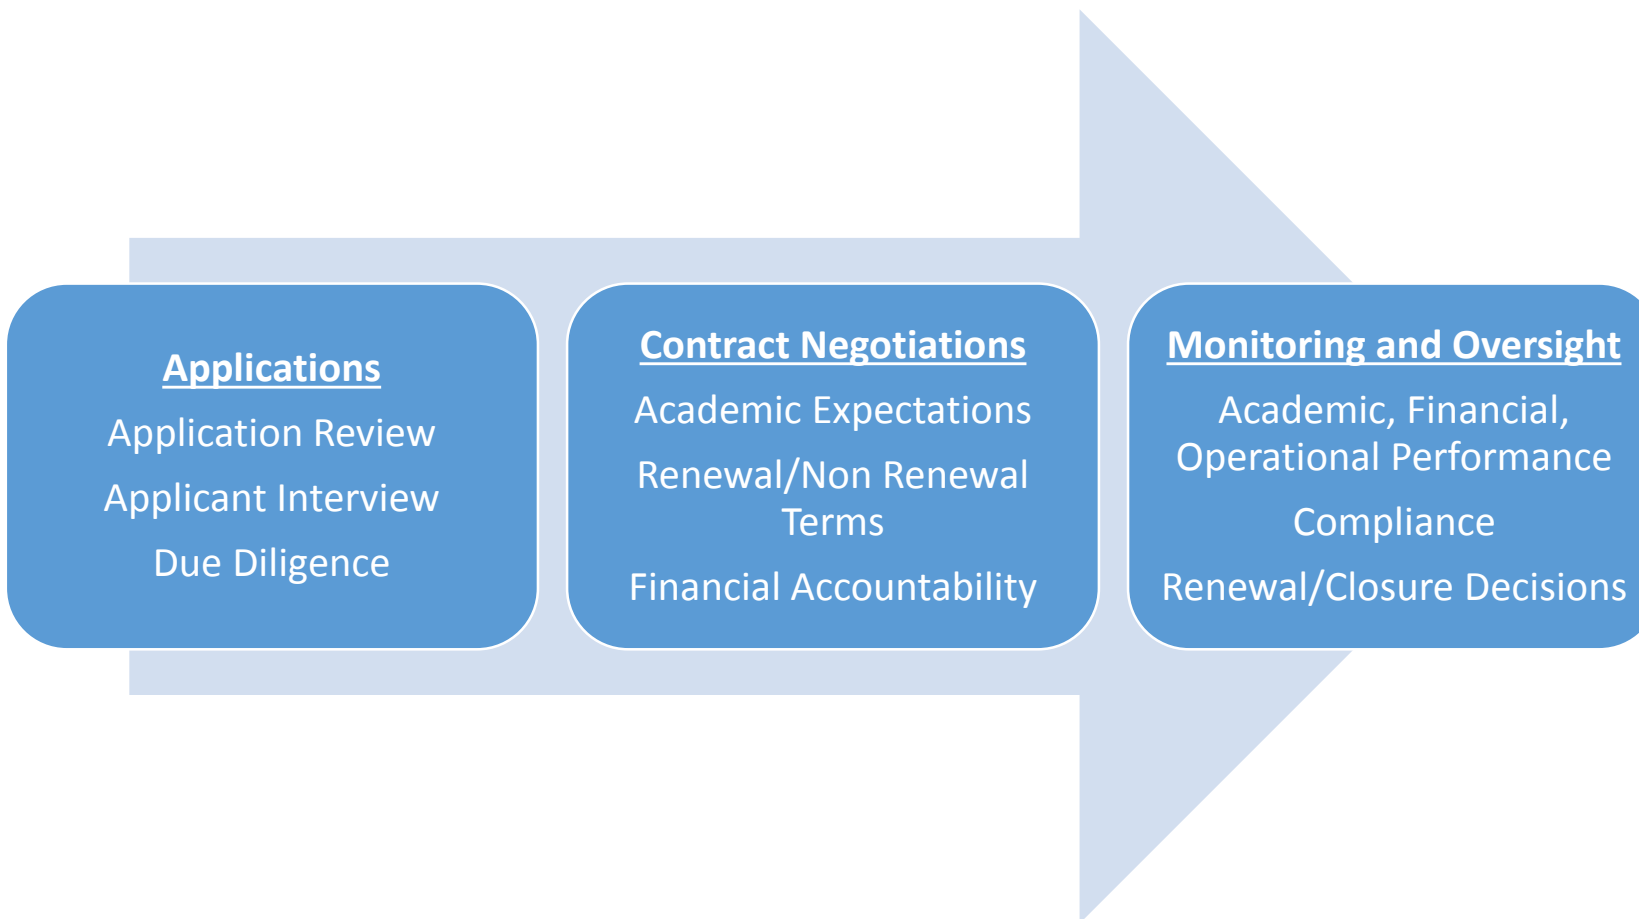 Applications
Application Review
Applicant Interview
Due Diligence
Contract Negotiations
Academic Expectations
Renewal/Non Renewal
Terms
Financial Accountability
Monitoring and Oversight
Academic, Financial,
Operational Performance
Compliance
Renewal/Closure Decisions